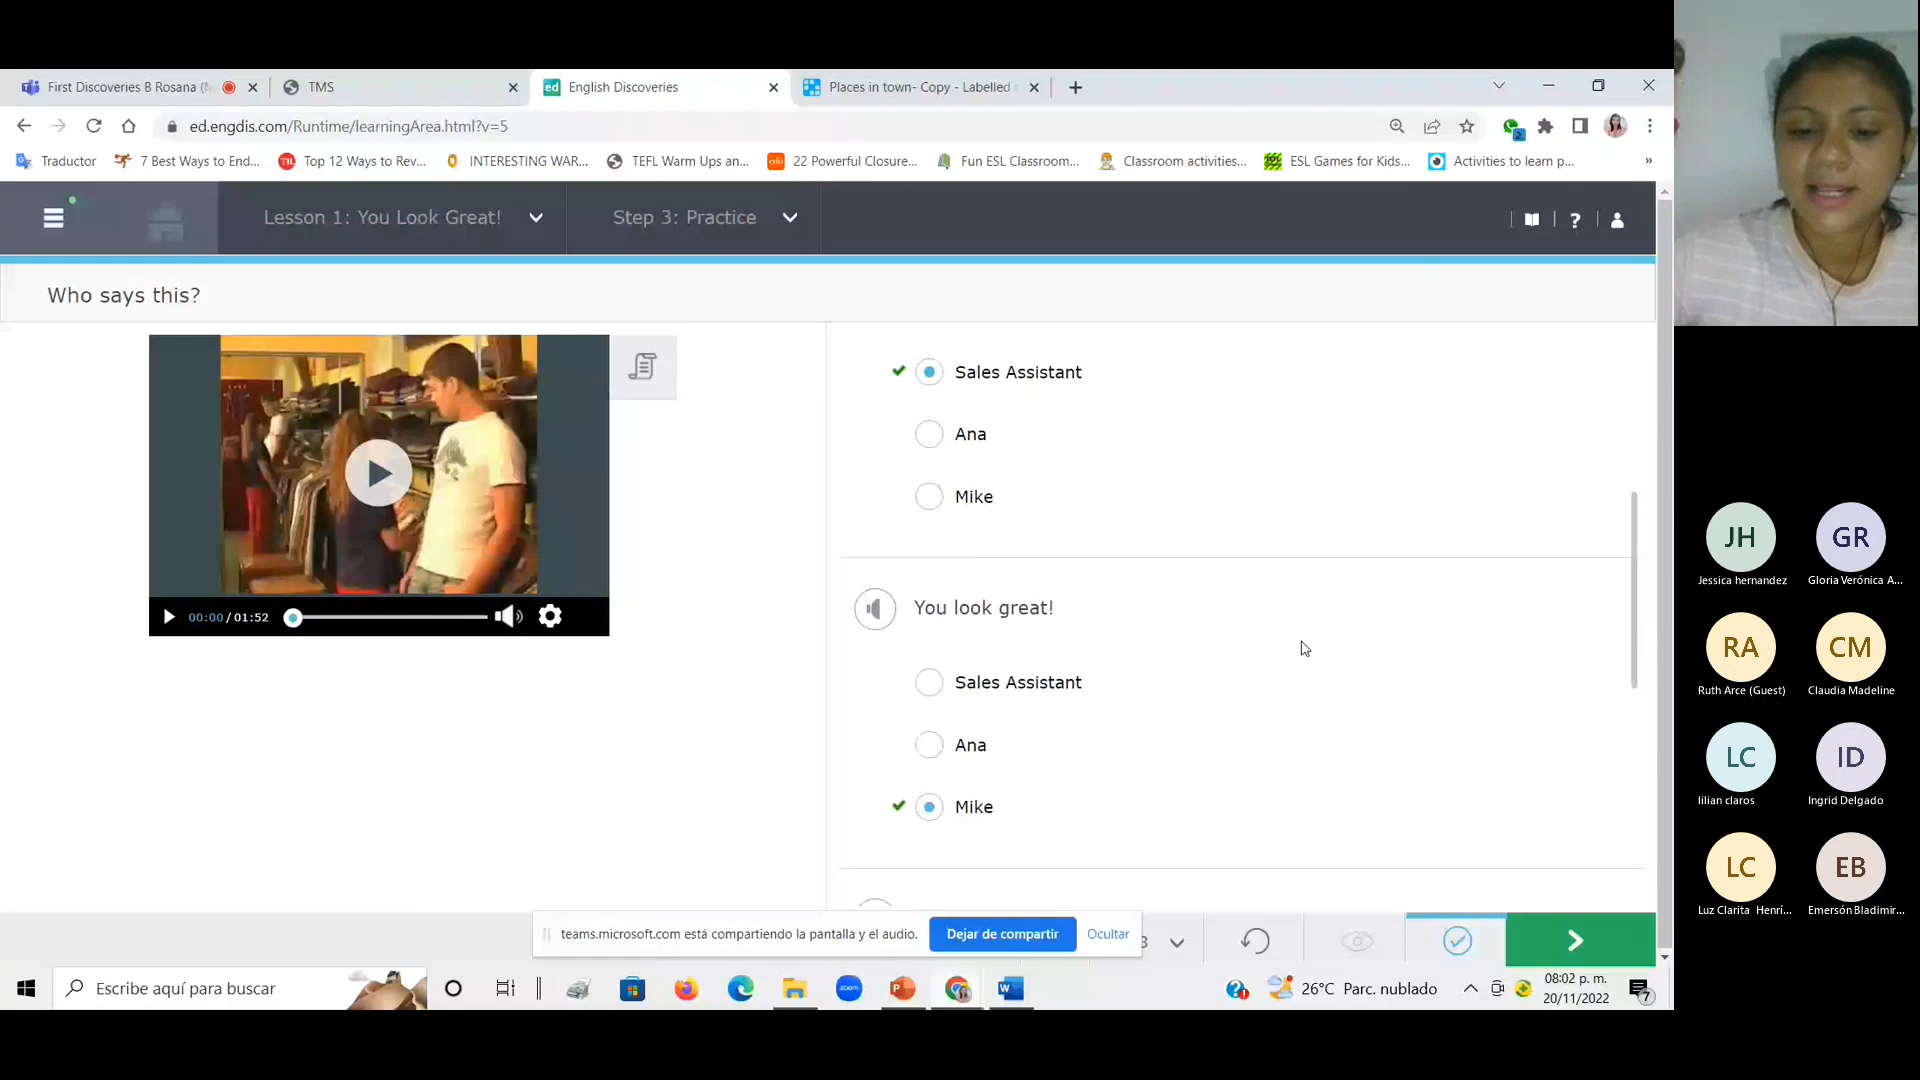 First Discoveries B Rosana (
TMS
English Discoveries
Places in town- Copy - Labelled
ed.engdis.com/Runtime/learningArea.html?v=5
2
Traductor
7 Best Ways to End...
Top 12 Ways to Rev...
INTERESTING WAR...
TEFL Warm Ups an...
22 Powerful Closure...
Fun ESL Classroom...
Classroom activities...
ESL Games for Kids...
Activities to learn p...
»
Lesson 1: You Look Great!
Step 3: Practice
?
Who says this?
Sales Assistant
Ana
Mike
You look great!
Sales Assistant
Ana
Mike
00:00 / 01:52
teams.microsoft.com está compartiendo la pantalla y el audio.
Dejar de compartir
Ocultar
3
Escribe aquí para buscar
zoom
26°C Parc. nublado
08:02 p. m.
20/11/2022
7
JH
Jessica hernandez
GR
Gloria Verónica A...
RA
Ruth Arce (Guest)
CM
Claudia Madeline
LC
lilian claros
ID
Ingrid Delgado
LC
Luz Clarita Henrí...
EB
Emersón Bladimir...